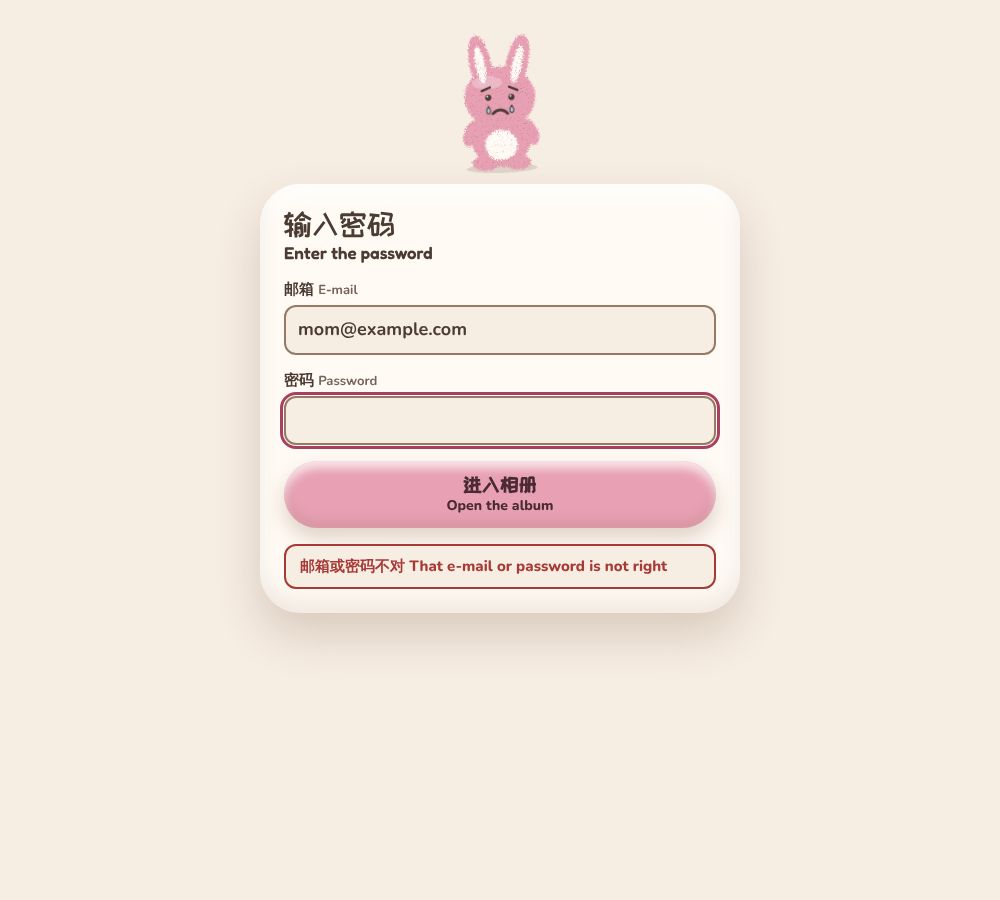 输入密码
Enter the password
邮箱 E-mail
mom@example.com
密码 Password
进入相册
Open the album
邮箱或密码不对 That e-mail or password is not right